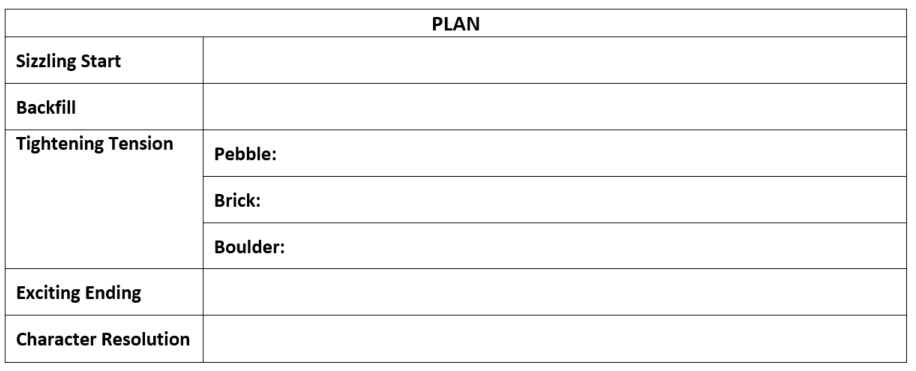 PLAN
Sizzling Start
Backfill
Tightening Tension
Pebble:
Brick:
Boulder:
Exciting Ending
Character Resolution